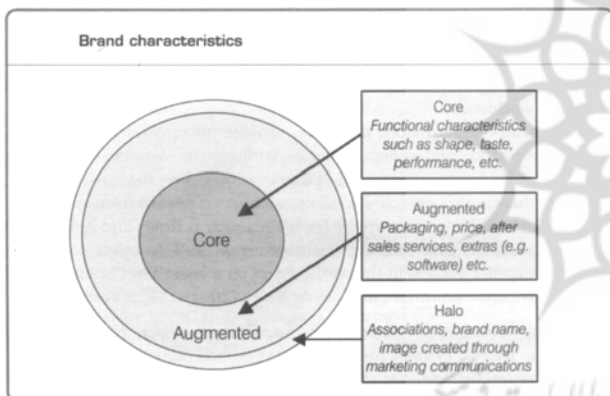 Brand characteristics
Core
Functional characteristics
such as shape, taste,
performance, etc.
Augmented
Packaging, price, after
sales services, extras (e.g.
software) etc.
Halo
Associations, brand name,
image created through
marketing communications
Core
Augmented